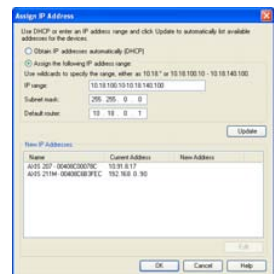 Assign IP Address
Use DHCP or enter an IP address range and click Update to automatically list available
addresses for the devices.
Obtain IP addresses automatically (DHCP)
Assign the following IP address range:
Use wildcards to specify the range, either as 10.18.* or 10.18.100.10 - 10.18.140.100
IP range: 10.18.100.10-10.18.140.100
Subnet mask: 255 . 255 . 0 . 0
Default router: 10 . 18 . 0 . 1
Update
New IP Addresses:
Name Current Address New Address
AXIS 207 - 00408C00078C 10.91.8.17
AXIS 211M - 00408C6B3FEC 192.168.0.90
Edit
OK Cancel Help